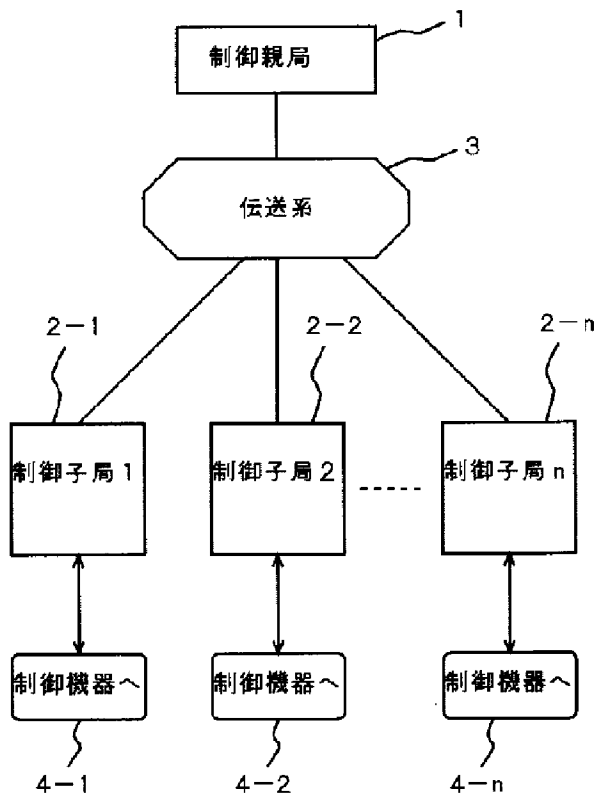 1
制御親局
3
伝送系
2-1
2-2
2-n
制御子局1
制御子局2
制御子局n
制御機器へ
制御機器へ
制御機器へ
4-1
4-2
4-n